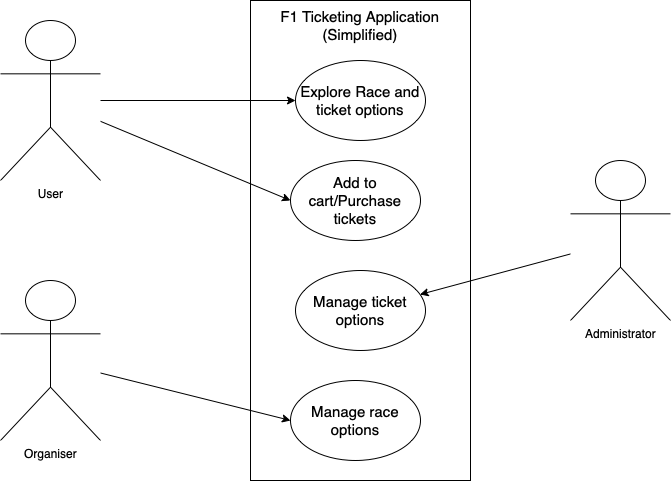 F1 Ticketing Application
(Simplified)
Explore Race and
ticket options
User
Add to
cart/Purchase
tickets
Manage ticket
options
Administrator
Manage race
options
Organiser